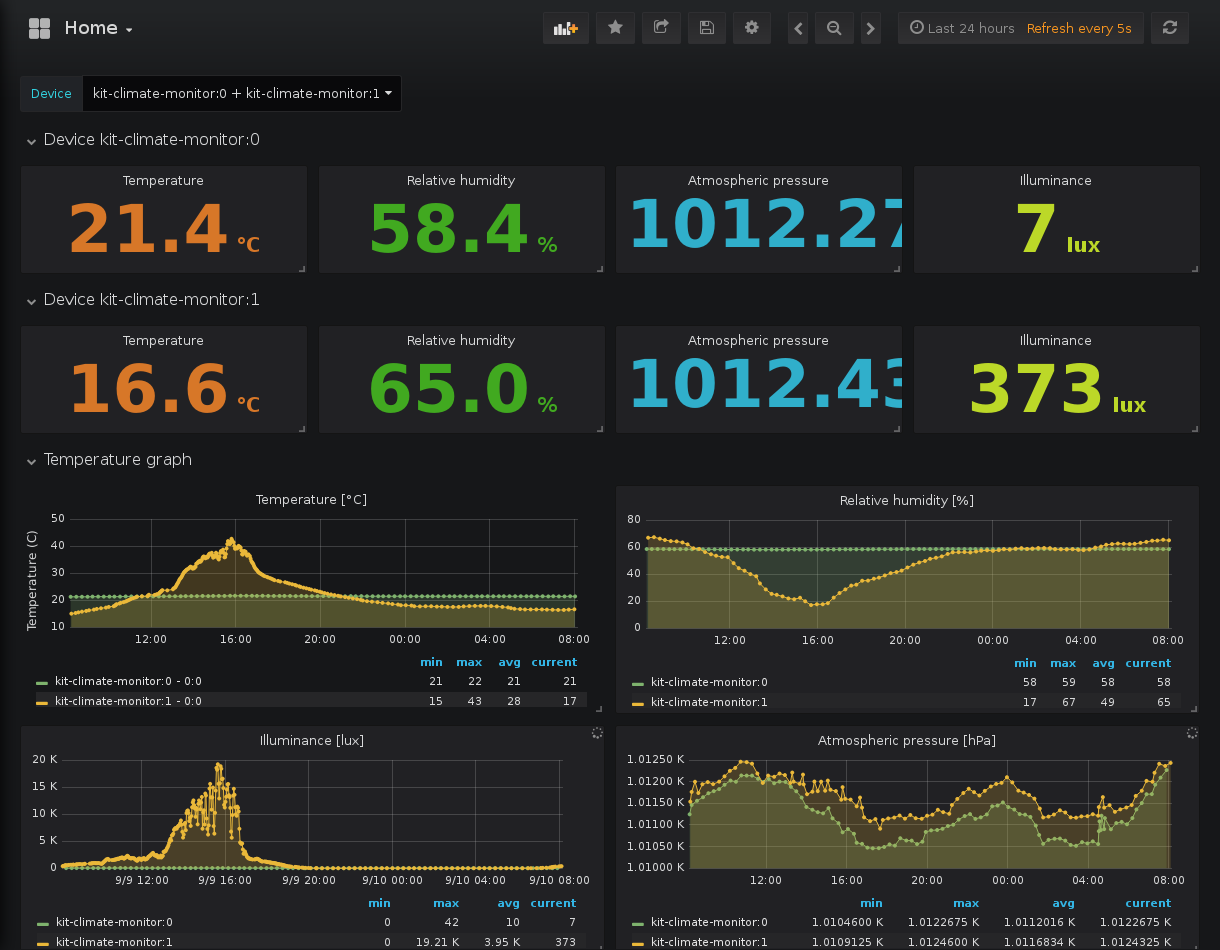 Home
Last 24 hours Refresh every 5s
Device kit-climate-monitor:0 + kit-climate-monitor:1
Device kit-climate-monitor:0
Temperature Relative humidity Atmospheric pressure Illuminance
21.4 °C 58.4 % 1012.27 7 lux
Device kit-climate-monitor:1
Temperature Relative humidity Atmospheric pressure Illuminance
16.6 °C 65.0 % 1012.43 373 lux
Temperature graph
Temperature [°C]
Temperature (C)
50
40
30
20
10
12:00 16:00 20:00 00:00 04:00 08:00
min max avg current
kit-climate-monitor:0 - 0:0 21 22 21 21
kit-climate-monitor:1 - 0:0 15 43 28 17
Relative humidity [%]
80
60
40
20
0
12:00 16:00 20:00 00:00 04:00 08:00
min max avg current
kit-climate-monitor:0 58 59 58 58
kit-climate-monitor:1 17 67 49 65
Illuminance [lux]
20 K
15 K
10 K
5 K
0
9/9 12:00 9/9 16:00 9/9 20:00 9/10 00:00 9/10 04:00 9/10 08:00
min max avg current
kit-climate-monitor:0 0 42 10 7
kit-climate-monitor:1 0 19.21 K 3.95 K 373
Atmospheric pressure [hPa]
1.01250 K
1.01200 K
1.01150 K
1.01100 K
1.01050 K
1.01000 K
12:00 16:00 20:00 00:00 04:00 08:00
min max avg current
kit-climate-monitor:0 1.0104600 K 1.0122675 K 1.0112016 K 1.0122675 K
kit-climate-monitor:1 1.0109125 K 1.0124600 K 1.0116834 K 1.0124325 K